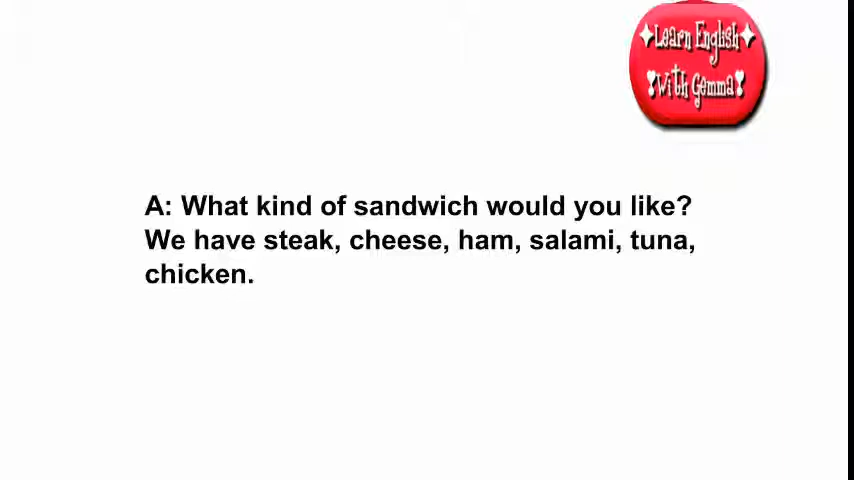 ✦Learn English✦
❣With Gemma❣
A: What kind of sandwich would you like?
We have steak, cheese, ham, salami, tuna,
chicken.